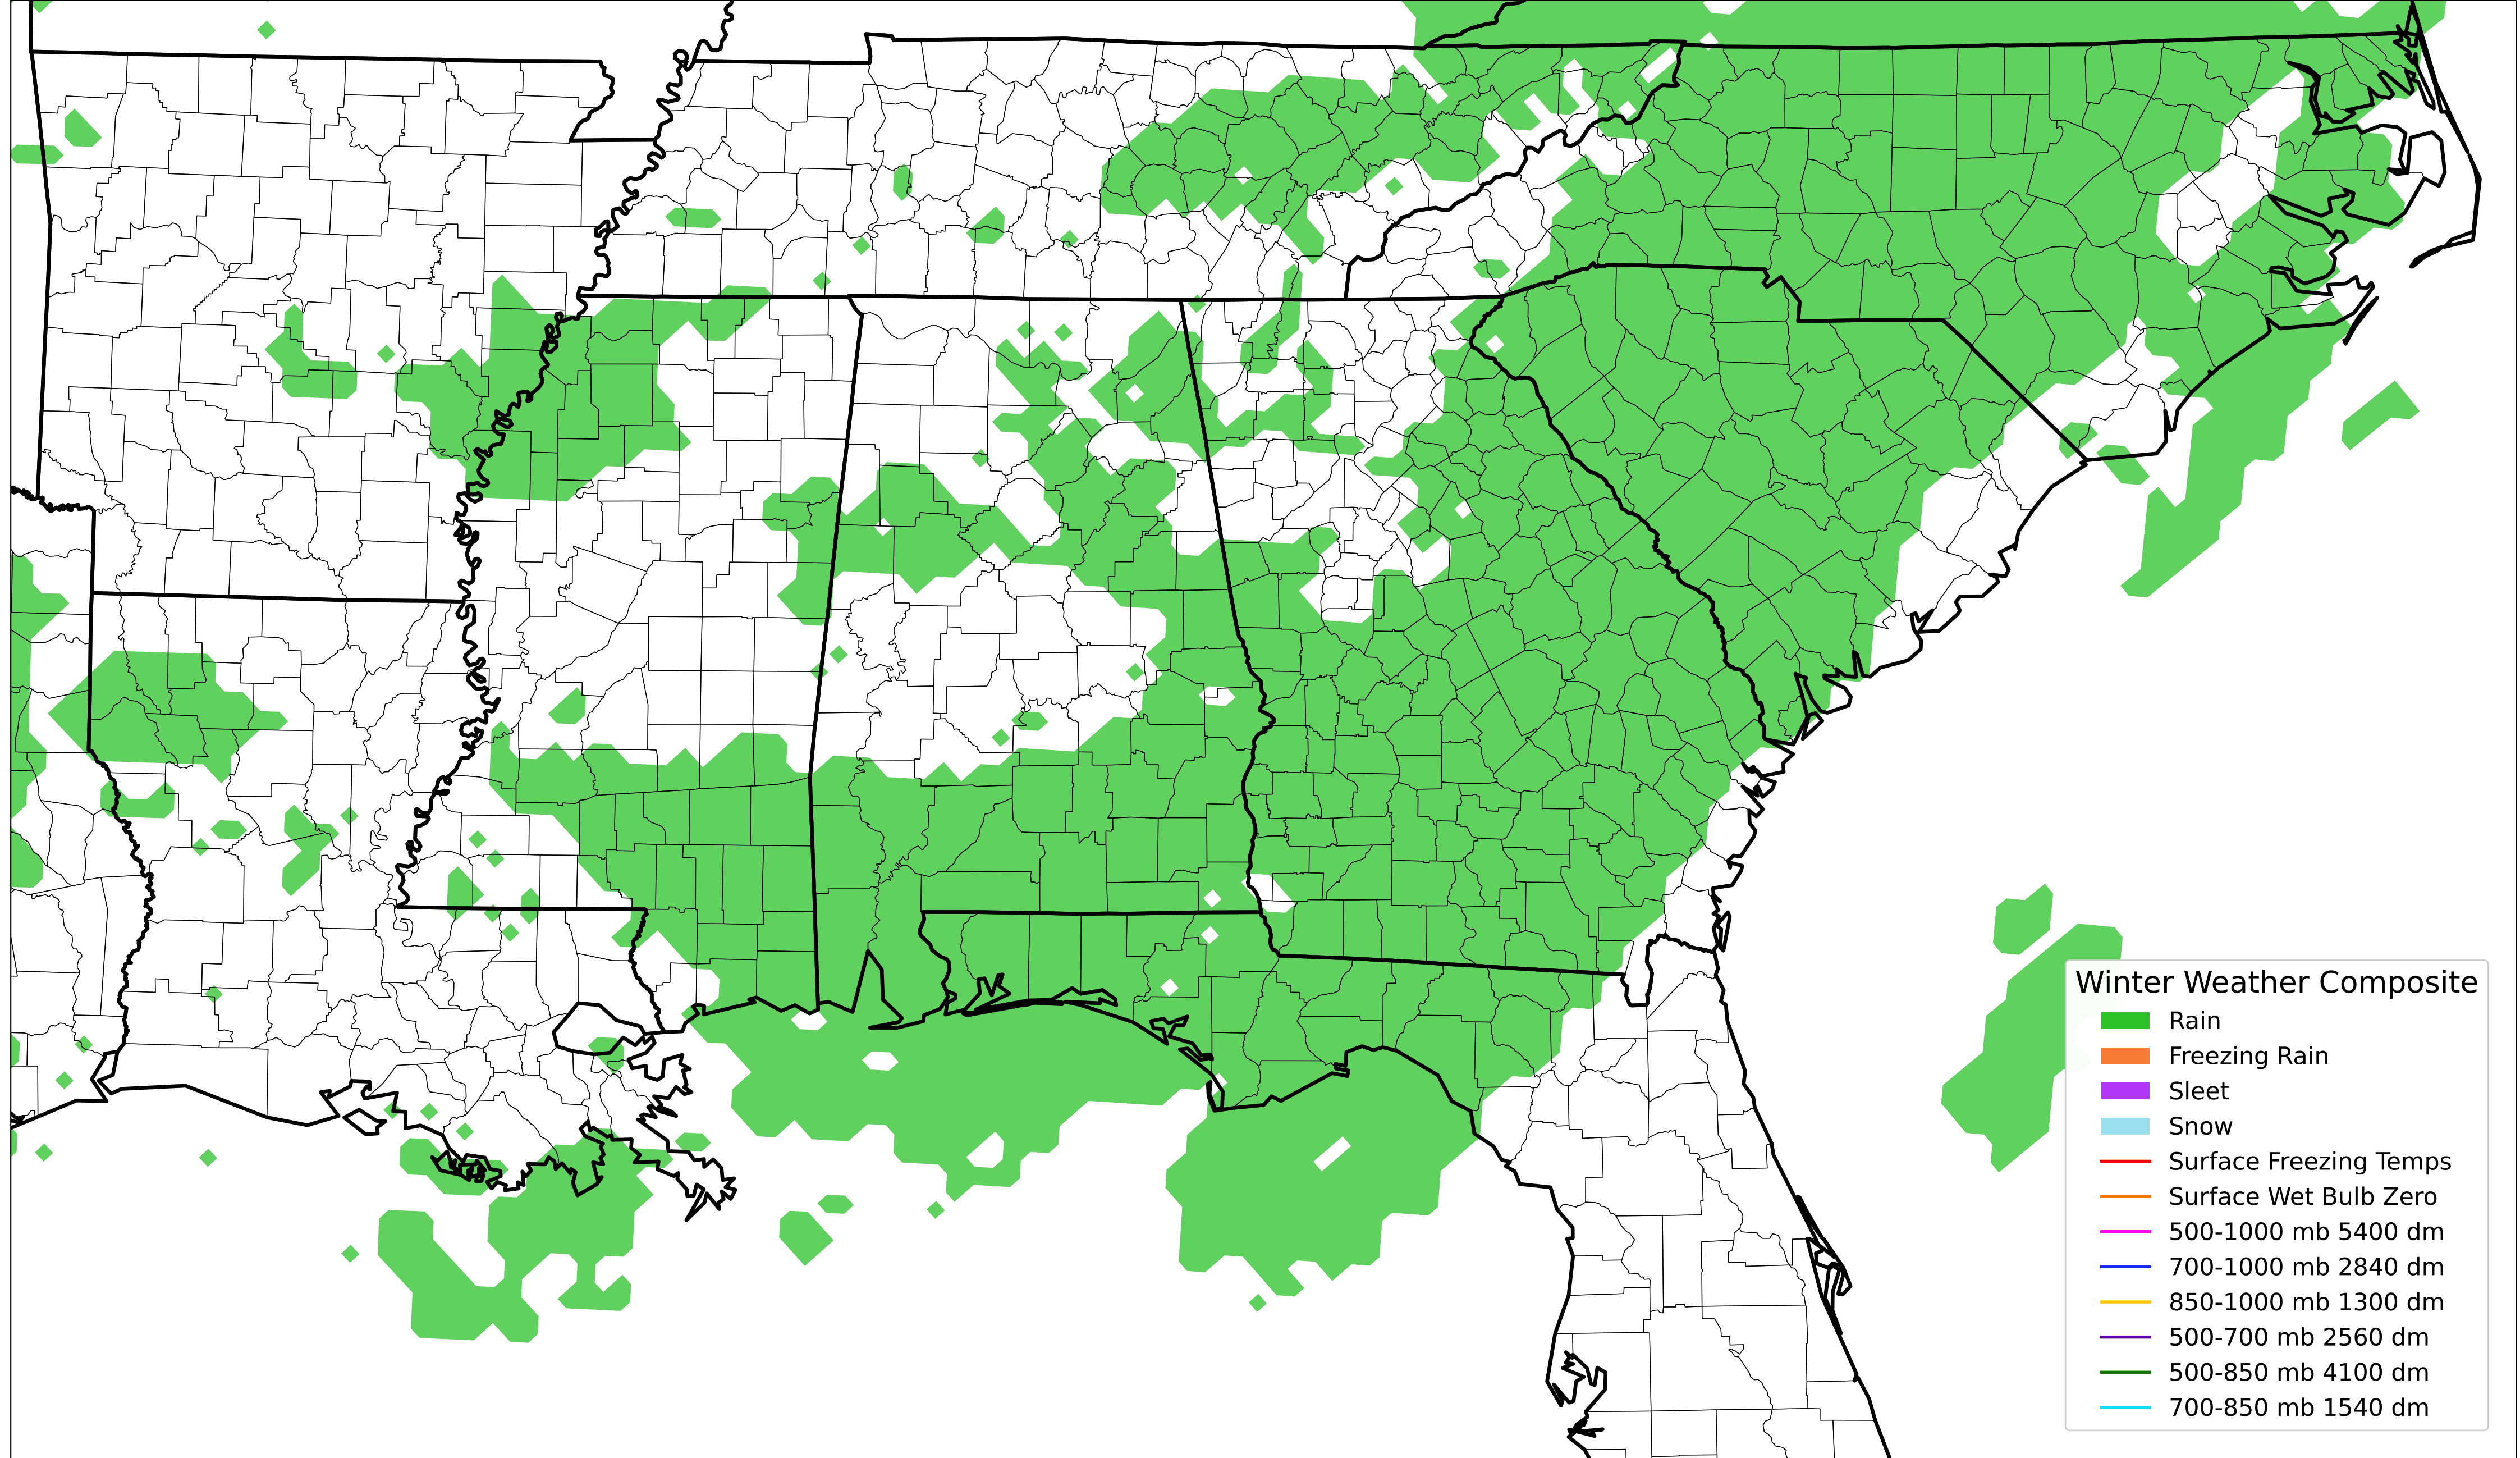 Winter Weather Composite
Rain
Freezing Rain
Sleet
Snow
Surface Freezing Temps
Surface Wet Bulb Zero
500-1000 mb 5400 dm
700-1000 mb 2840 dm
850-1000 mb 1300 dm
500-700 mb 2560 dm
500-850 mb 4100 dm
700-850 mb 1540 dm